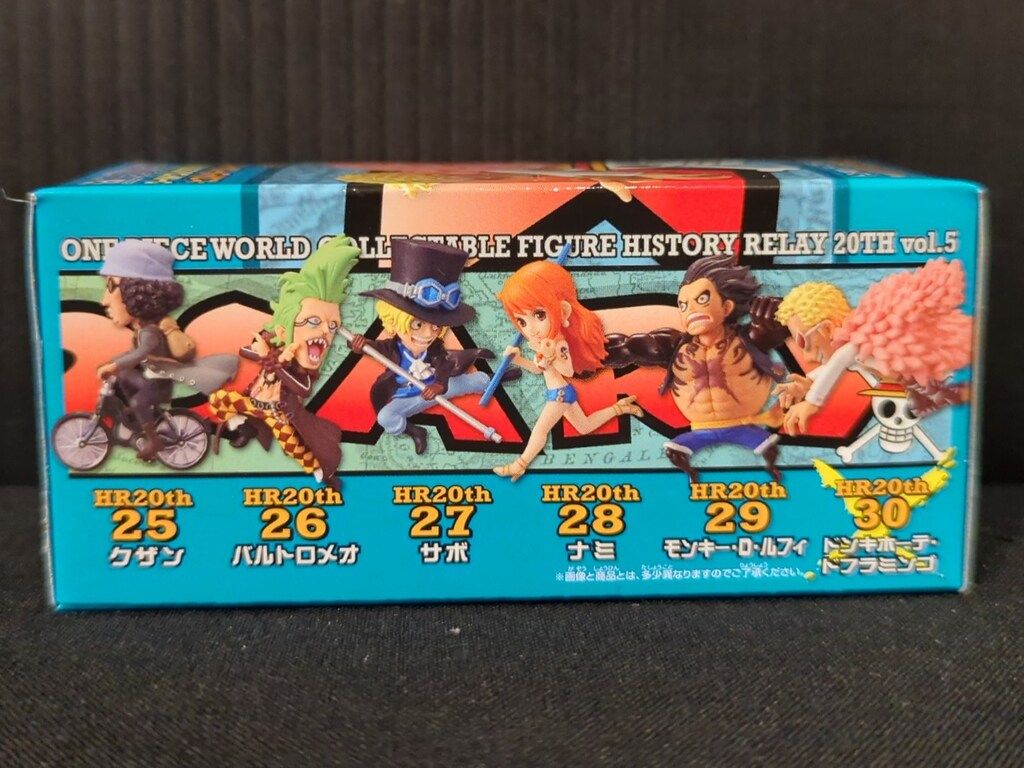 ONE PIECE WORLD COLLECTABLE FIGURE HISTORY RELAY 20TH vol.5
BENGAL
HR20th
25
クザン
HR20th
26
バルトロメオ
HR20th
27
サボ
HR20th
28
ナミ
HR20th
29
モンキー・D・ルフィ
HR20th
30
ドンキホーテ・
ドフラミンゴ
※画像と商品とは、多少異なりますのでご了承ください。